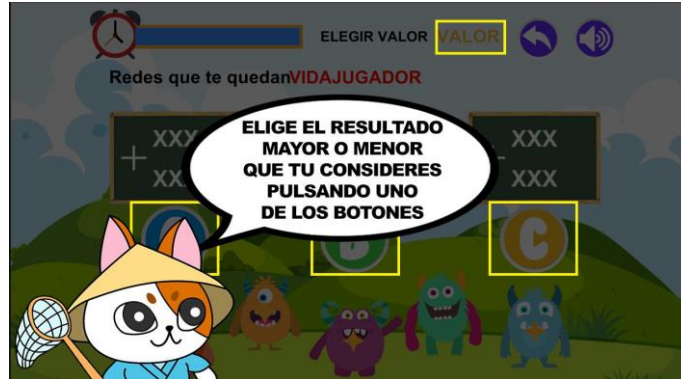 ELEGIR VALOR VALOR
Redes que te quedanVIDAJUGADOR
+ XXX
XXX
ELIGE EL RESULTADO
MAYOR O MENOR
QUE TU CONSIDERES
PULSANDO UNO
DE LOS BOTONES
XXX
XXX
C